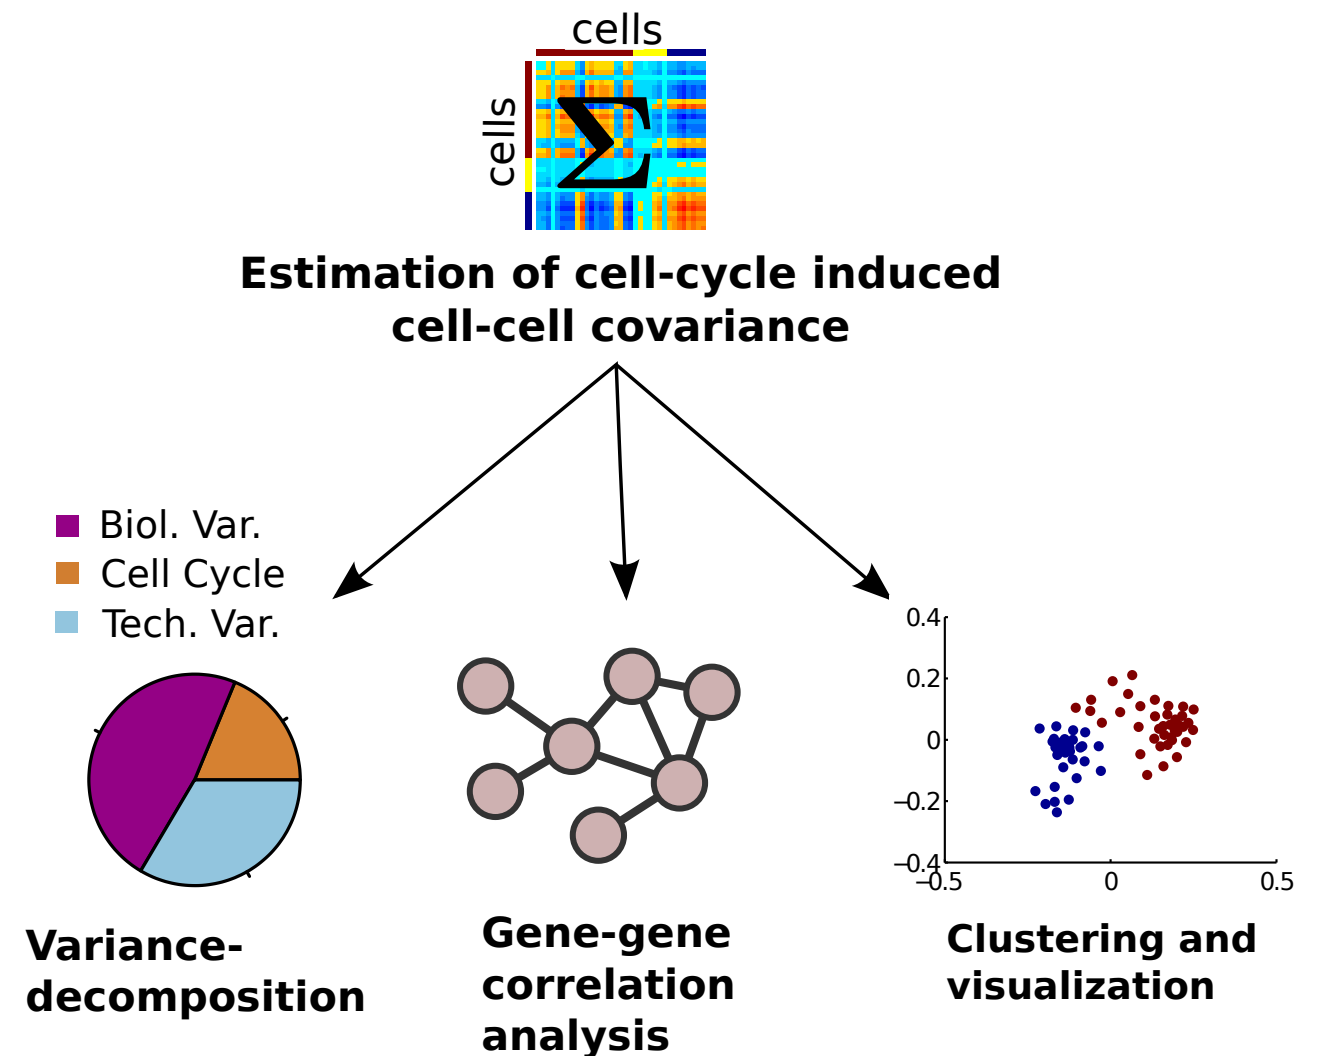 cells
cells
Σ
Estimation of cell-cycle induced
cell-cell covariance
Biol. Var.
Cell Cycle
Tech. Var.
Variance-
decomposition
Gene-gene
correlation
analysis
0.4
0.2
0
−0.2
−0.4
−0.5 0 0.5
Clustering and
visualization